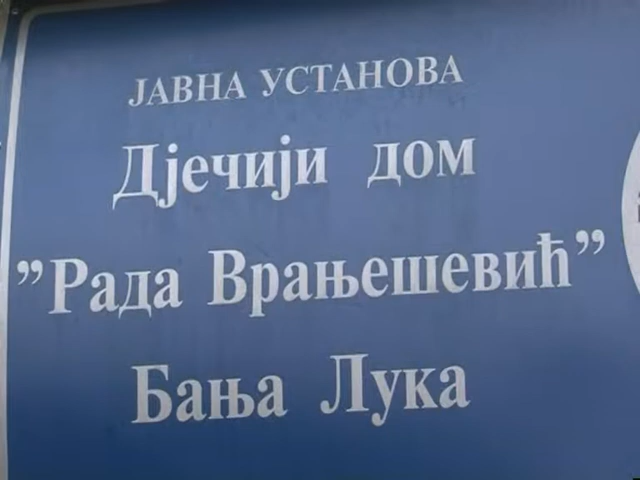 ЈАВНА УСТАНОВА
Дјечији дом
”Рада Врањешевић”
Бања Лука